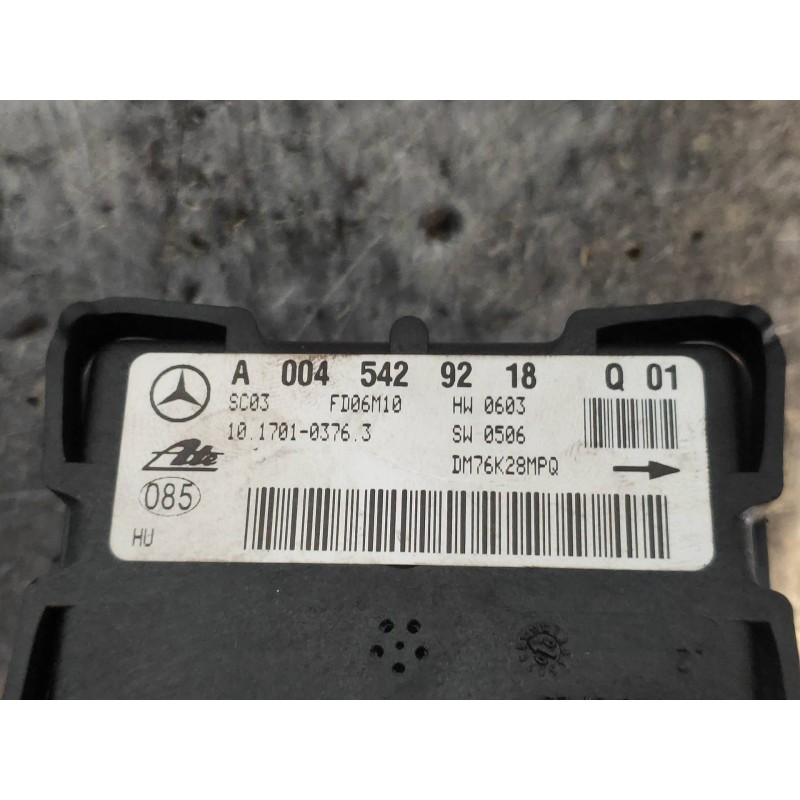 A 004 542 92 18 Q 01
SC03 FD06M10 HW 0603
10.1701-0376.3 SW 0506
Ate DM76K28MPQ
085
HU